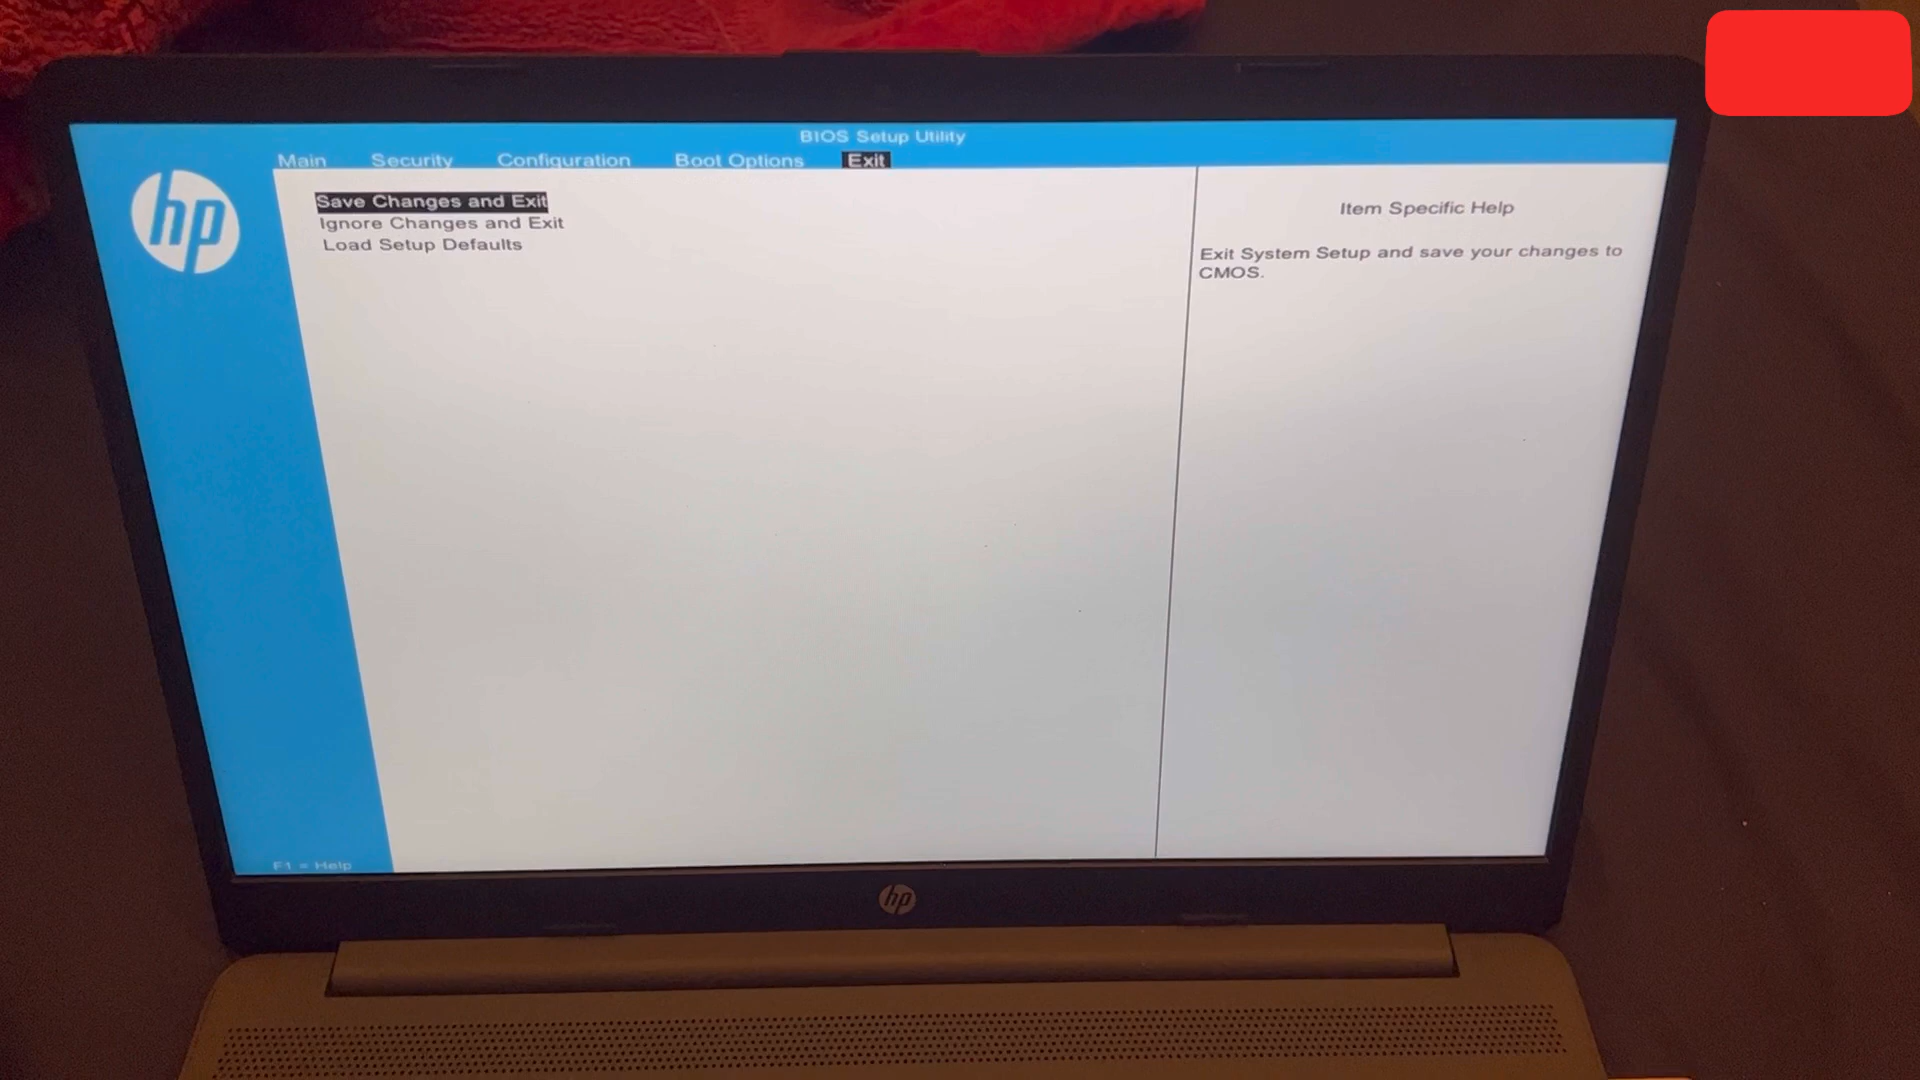 BIOS Setup Utility
Main Security Configuration Boot Options Exit
hp
Save Changes and Exit
Ignore Changes and Exit
Load Setup Defaults
Item Specific Help
Exit System Setup and save your changes to
CMOS.
F1 = Help
hp